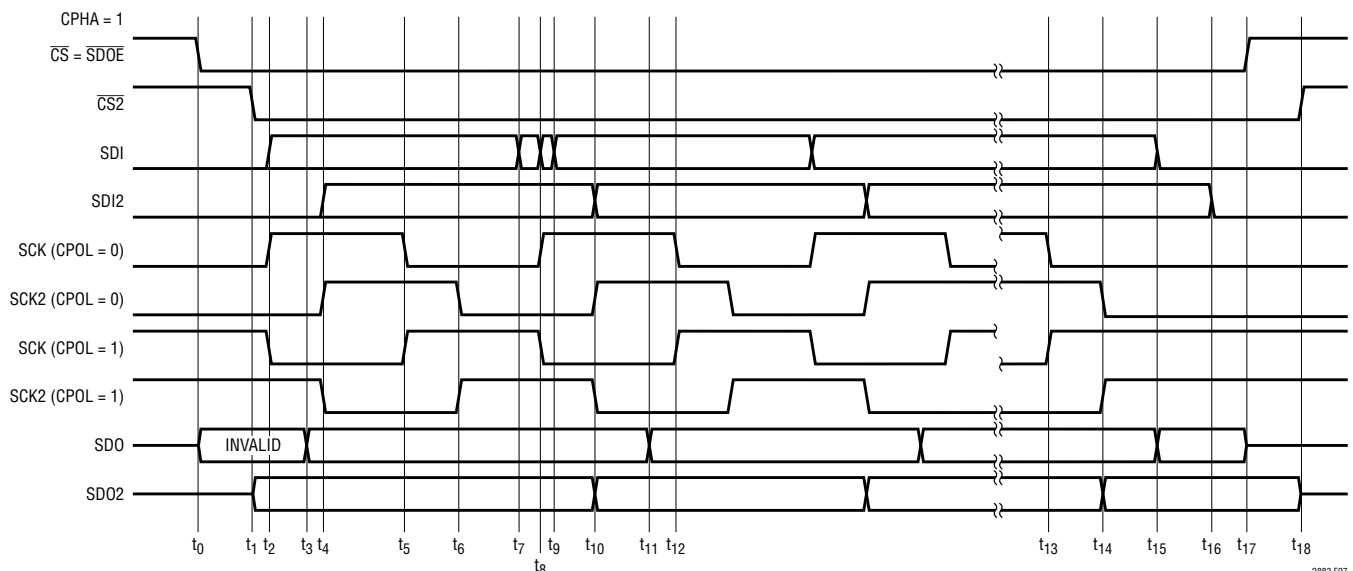 CPHA = 1
CS = SDOE
CS2
SDI
SDI2
SCK (CPOL = 0)
SCK2 (CPOL = 0)
SCK (CPOL = 1)
SCK2 (CPOL = 1)
SDO
INVALID
SDO2
t0 t1 t2 t3 t4 t5 t6 t7 t8 t9 t10 t11 t12 t13 t14 t15 t16 t17 t18
2883 F07